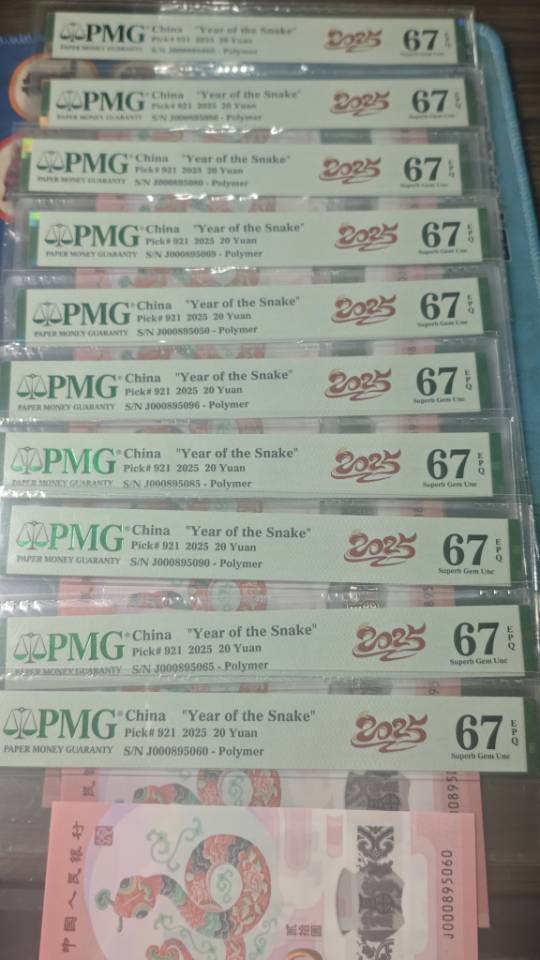 PMG China "Year of the Snake" 2025 67 EPQ
PAPER MONEY GUARANTY Pick# 921 2025 20 Yuan Superb Gem Unc
PMG China "Year of the Snake" 2025 67 EPQ
PAPER MONEY GUARANTY Pick# 921 2025 20 Yuan Superb Gem Unc
PMG China "Year of the Snake" 2025 67 EPQ
PAPER MONEY GUARANTY Pick# 921 2025 20 Yuan Superb Gem Unc
S/N J000895080 - Polymer
PMG China "Year of the Snake" 2025 67 EPQ
PAPER MONEY GUARANTY Pick# 921 2025 20 Yuan
S/N J000895069 - Polymer Superb Gem Unc
PMG China "Year of the Snake" 2025 67 EPQ
Pick# 921 2025 20 Yuan
PAPER MONEY GUARANTY S/N J000895050 - Polymer Superb Gem Unc
PMG China "Year of the Snake" 2025 67 EPQ
Pick# 921 2025 20 Yuan
PAPER MONEY GUARANTY S/N J000895096 - Polymer Superb Gem Unc
PMG China "Year of the Snake" 2025 67 EPQ
Pick# 921 2025 20 Yuan
PAPER MONEY GUARANTY S/N J000895085 - Polymer Superb Gem Unc
PMG China "Year of the Snake" 2025 67 EPQ
Pick# 921 2025 20 Yuan
PAPER MONEY GUARANTY S/N J000895090 - Polymer Superb Gem Unc
PMG China "Year of the Snake" 2025 67 EPQ
Pick# 921 2025 20 Yuan
PAPER MONEY GUARANTY S/N J000895065 - Polymer Superb Gem Unc
PMG China "Year of the Snake" 2025 67 EPQ
Pick# 921 2025 20 Yuan
PAPER MONEY GUARANTY S/N J000895060 - Polymer Superb Gem Unc
中国人民银行
贰拾圆
J000895060